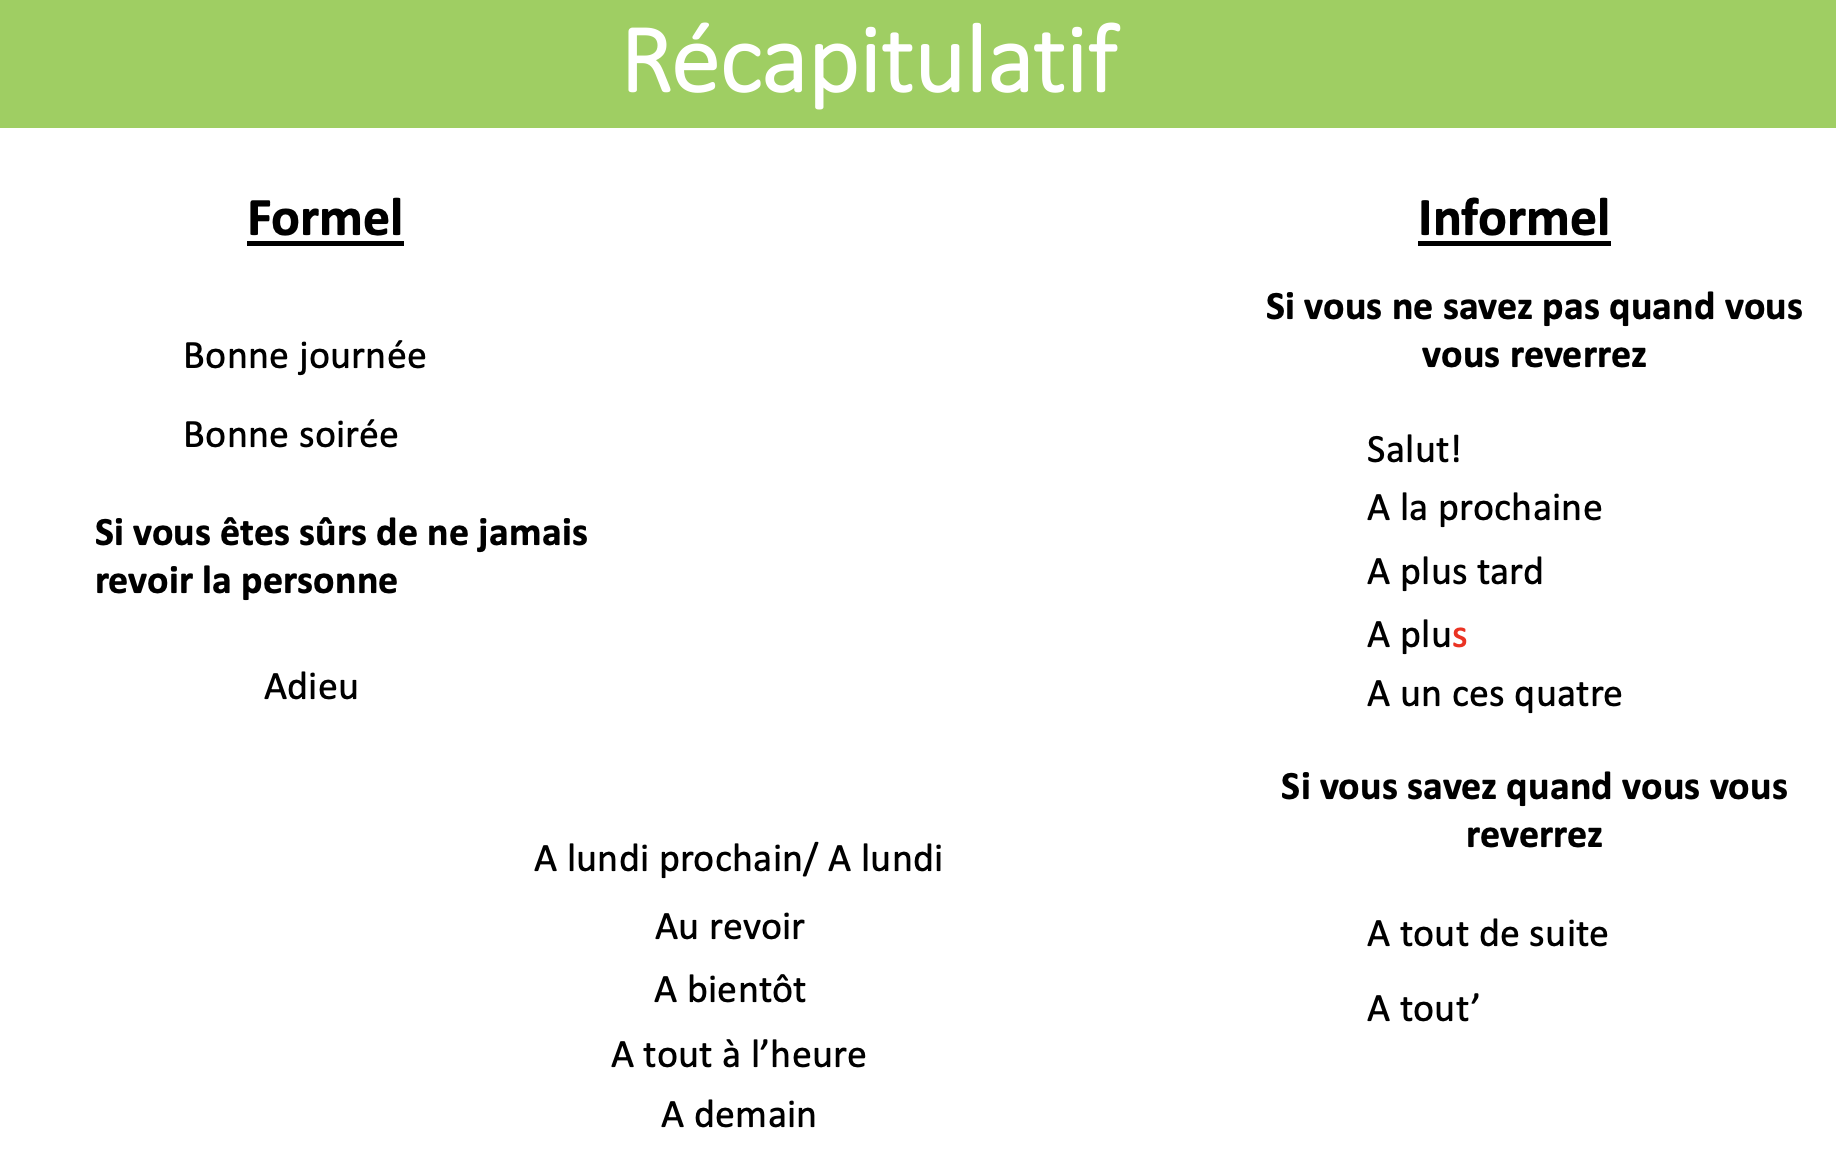 Récapitulatif
Formel
Bonne journée
Bonne soirée
Si vous êtes sûrs de ne jamais
revoir la personne
Adieu
A lundi prochain/ A lundi
Au revoir
A bientôt
A tout à l’heure
A demain
Informel
Si vous ne savez pas quand vous
vous reverrez
Salut!
A la prochaine
A plus tard
A plus
A un ces quatre
Si vous savez quand vous vous
reverrez
A tout de suite
A tout’